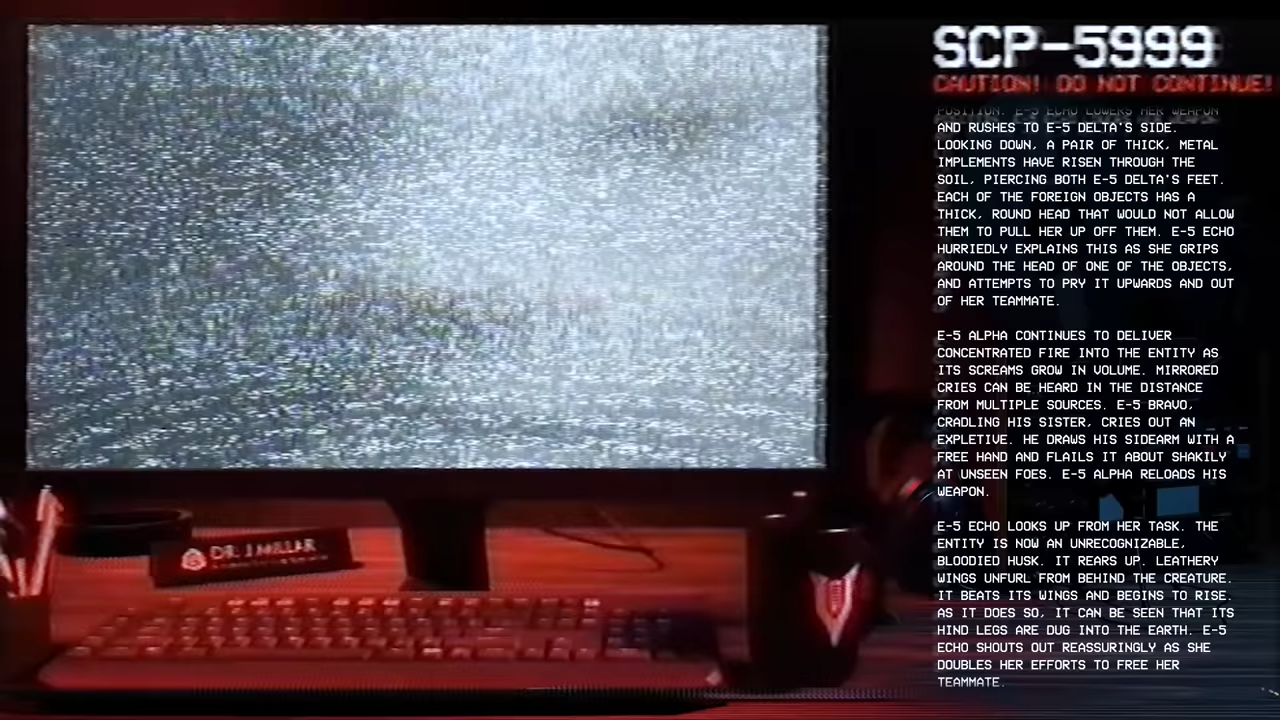 SCP-5999
CAUTION! DO NOT CONTINUE!
POSITION. E-5 ECHO LOWERS HER WEAPON
AND RUSHES TO E-5 DELTA'S SIDE.
LOOKING DOWN, A PAIR OF THICK, METAL
IMPLEMENTS HAVE RISEN THROUGH THE
SOIL, PIERCING BOTH E-5 DELTA'S FEET.
EACH OF THE FOREIGN OBJECTS HAS A
THICK, ROUND HEAD THAT WOULD NOT ALLOW
THEM TO PULL HER UP OFF THEM. E-5 ECHO
HURRIEDLY EXPLAINS THIS AS SHE GRIPS
AROUND THE HEAD OF ONE OF THE OBJECTS,
AND ATTEMPTS TO PRY IT UPWARDS AND OUT
OF HER TEAMMATE.
E-5 ALPHA CONTINUES TO DELIVER
CONCENTRATED FIRE INTO THE ENTITY AS
ITS SCREAMS GROW IN VOLUME. MIRRORED
CRIES CAN BE HEARD IN THE DISTANCE
FROM MULTIPLE SOURCES. E-5 BRAVO,
CRADLING HIS SISTER, CRIES OUT AN
EXPLETIVE. HE DRAWS HIS SIDEARM WITH A
FREE HAND AND FLAILS IT ABOUT SHAKILY
AT UNSEEN FOES. E-5 ALPHA RELOADS HIS
WEAPON.
E-5 ECHO LOOKS UP FROM HER TASK. THE
ENTITY IS NOW AN UNRECOGNIZABLE,
BLOODIED HUSK. IT REARS UP. LEATHERY
WINGS UNFURL FROM BEHIND THE CREATURE.
IT BEATS ITS WINGS AND BEGINS TO RISE.
AS IT DOES SO, IT CAN BE SEEN THAT ITS
HIND LEGS ARE DUG INTO THE EARTH. E-5
ECHO SHOUTS OUT REASSURINGLY AS SHE
DOUBLES HER EFFORTS TO FREE HER
TEAMMATE.
DR. J MILLAR